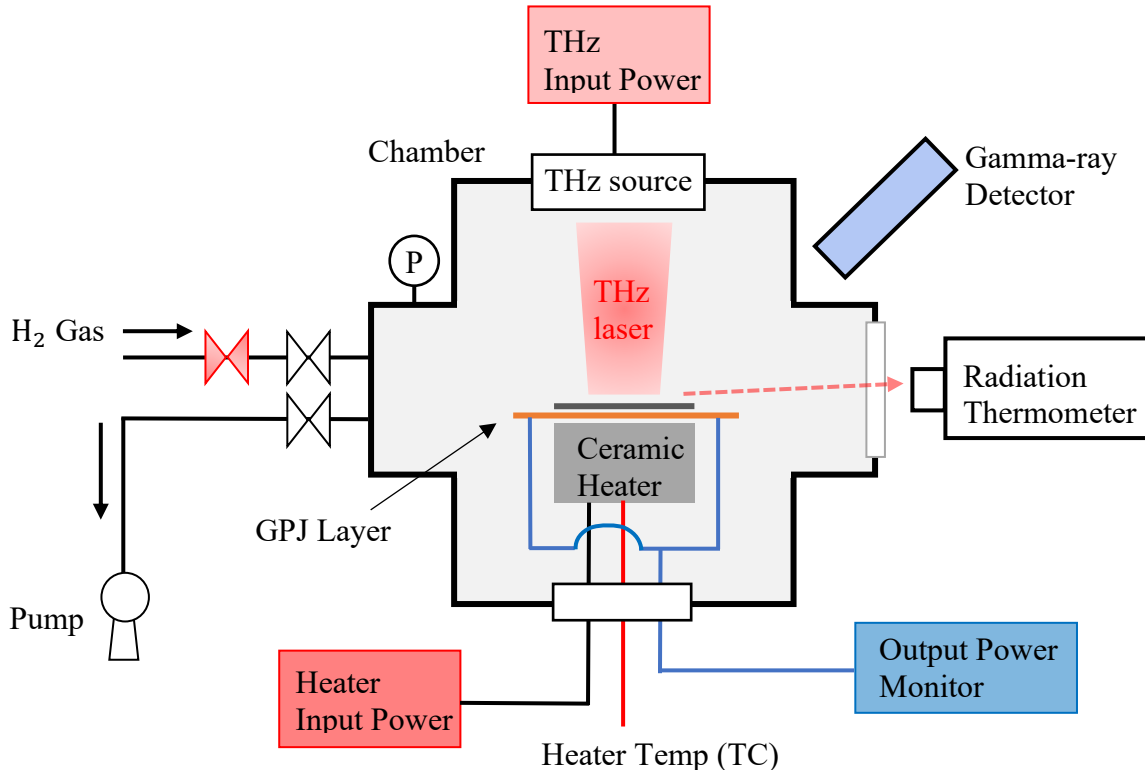 THz
Input Power
Chamber
THz source
Gamma-ray
Detector
P
THz
laser
H₂ Gas
Radiation
Thermometer
Ceramic
Heater
GPJ Layer
Pump
Output Power
Monitor
Heater
Input Power
Heater Temp (TC)